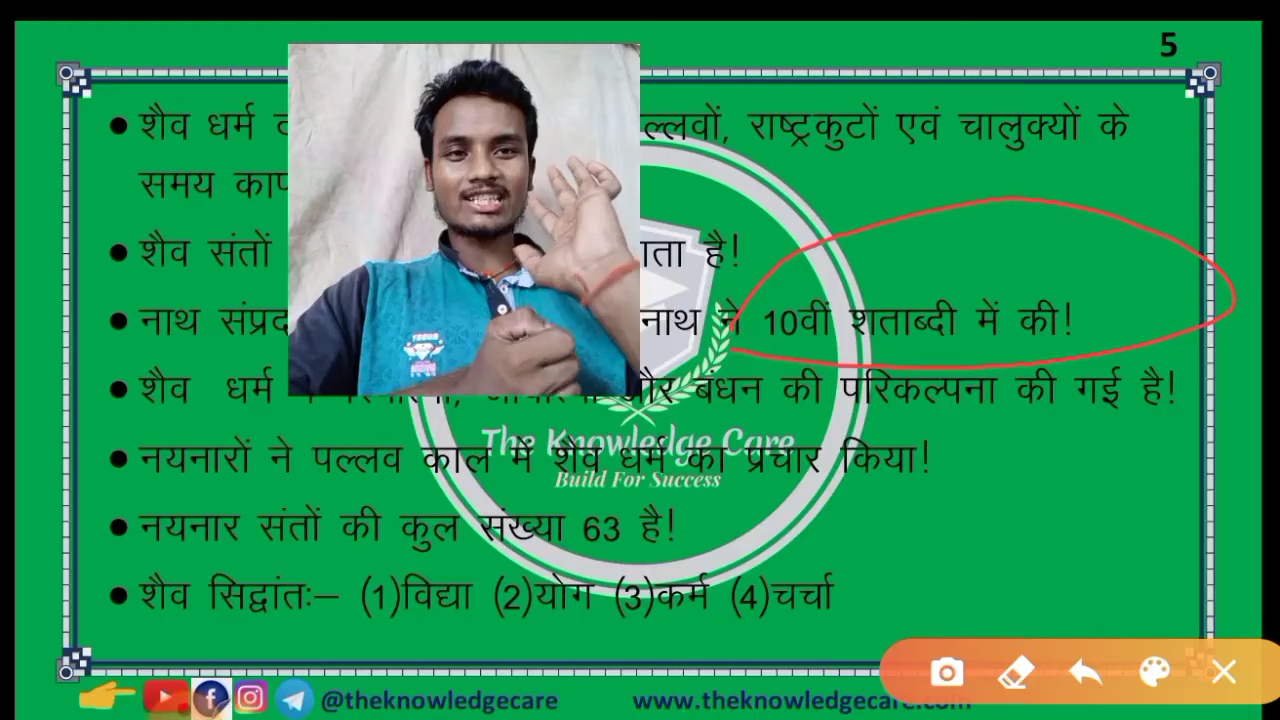 5
● शैव धर्म ल्लवों, राष्ट्रकुटों एवं चालुक्यों के
समय
● शैव संतों है!
● नाथ ने 10वीं शताब्दी में की!
● शैव धर्म और बंधन की परिकल्पना की गई है!
● नयनारों ने पल्लव काल में शैव धर्म का प्रचार किया!
● नयनार संतों की कुल संख्या 63 है!
● शैव सिद्वांतः– (1)विद्या (2)योग (3)कर्म (4)चर्चा
The Knowledge Care
Build For Success
@theknowledgecare www.theknowledgecare.com